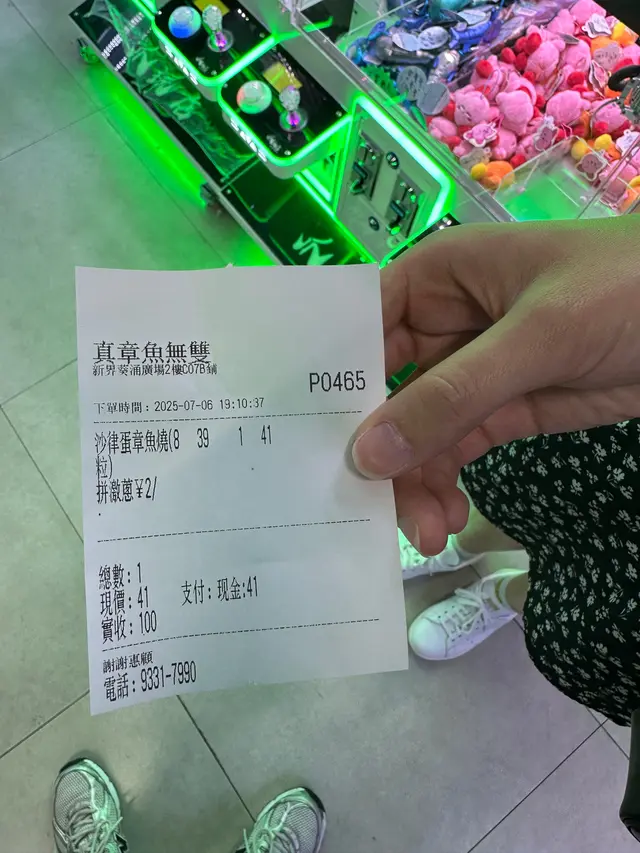 真章魚無雙
新界葵涌廣場2樓C07B鋪
P0465
下單時間：2025-07-06 19:10:37
沙律蛋章魚燒(8 39 1 41
粒)
拼激蔥¥2/
.
總數：1
現價：41 支付：现金:41
實收：100
謝謝惠顧
電話：9331-7990